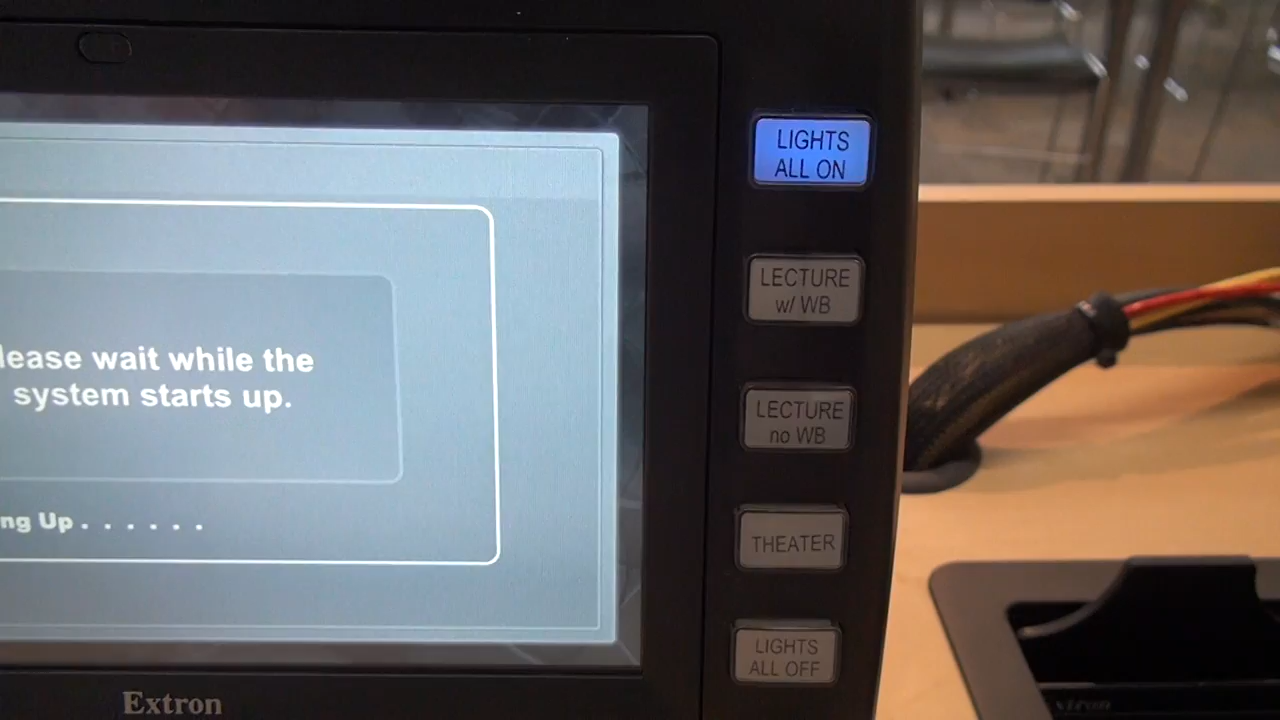 LIGHTS
ALL ON
LECTURE
w/ WB
lease wait while the
system starts up.
LECTURE
no WB
ng Up . . . . . .
THEATER
LIGHTS
ALL OFF
Extron